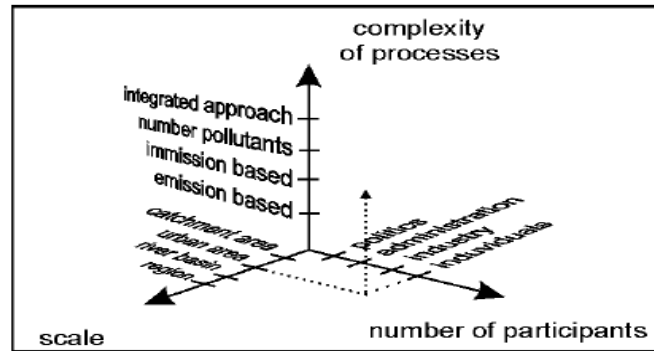 complexity
of processes
integrated approach
number pollutants
immission based
emission based
catchment area
urban area
river basin
region
politics
administration
industry
individuals
scale
number of participants